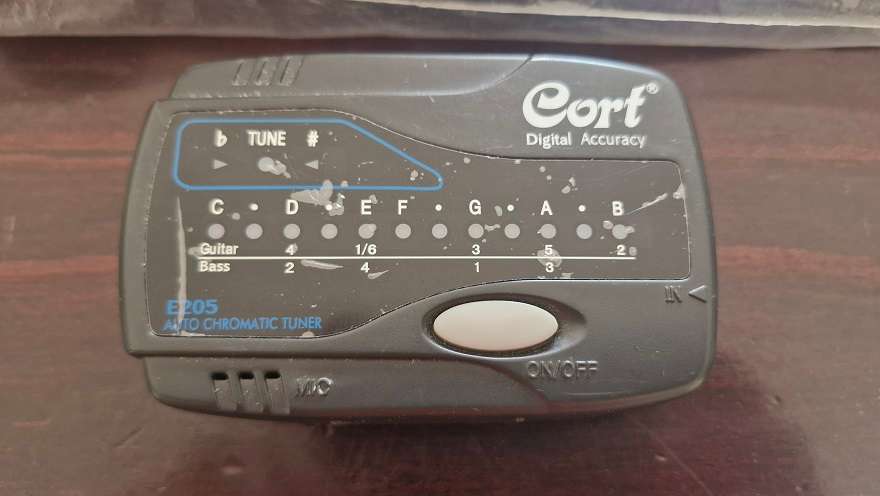 Cort®
Digital Accuracy
♭ TUNE #
C • D • E F • G • A • B
Guitar 4 1/6 3 5 2
Bass 2 4 1 3
IN
E205
AUTO CHROMATIC TUNER
ON/OFF
MIC